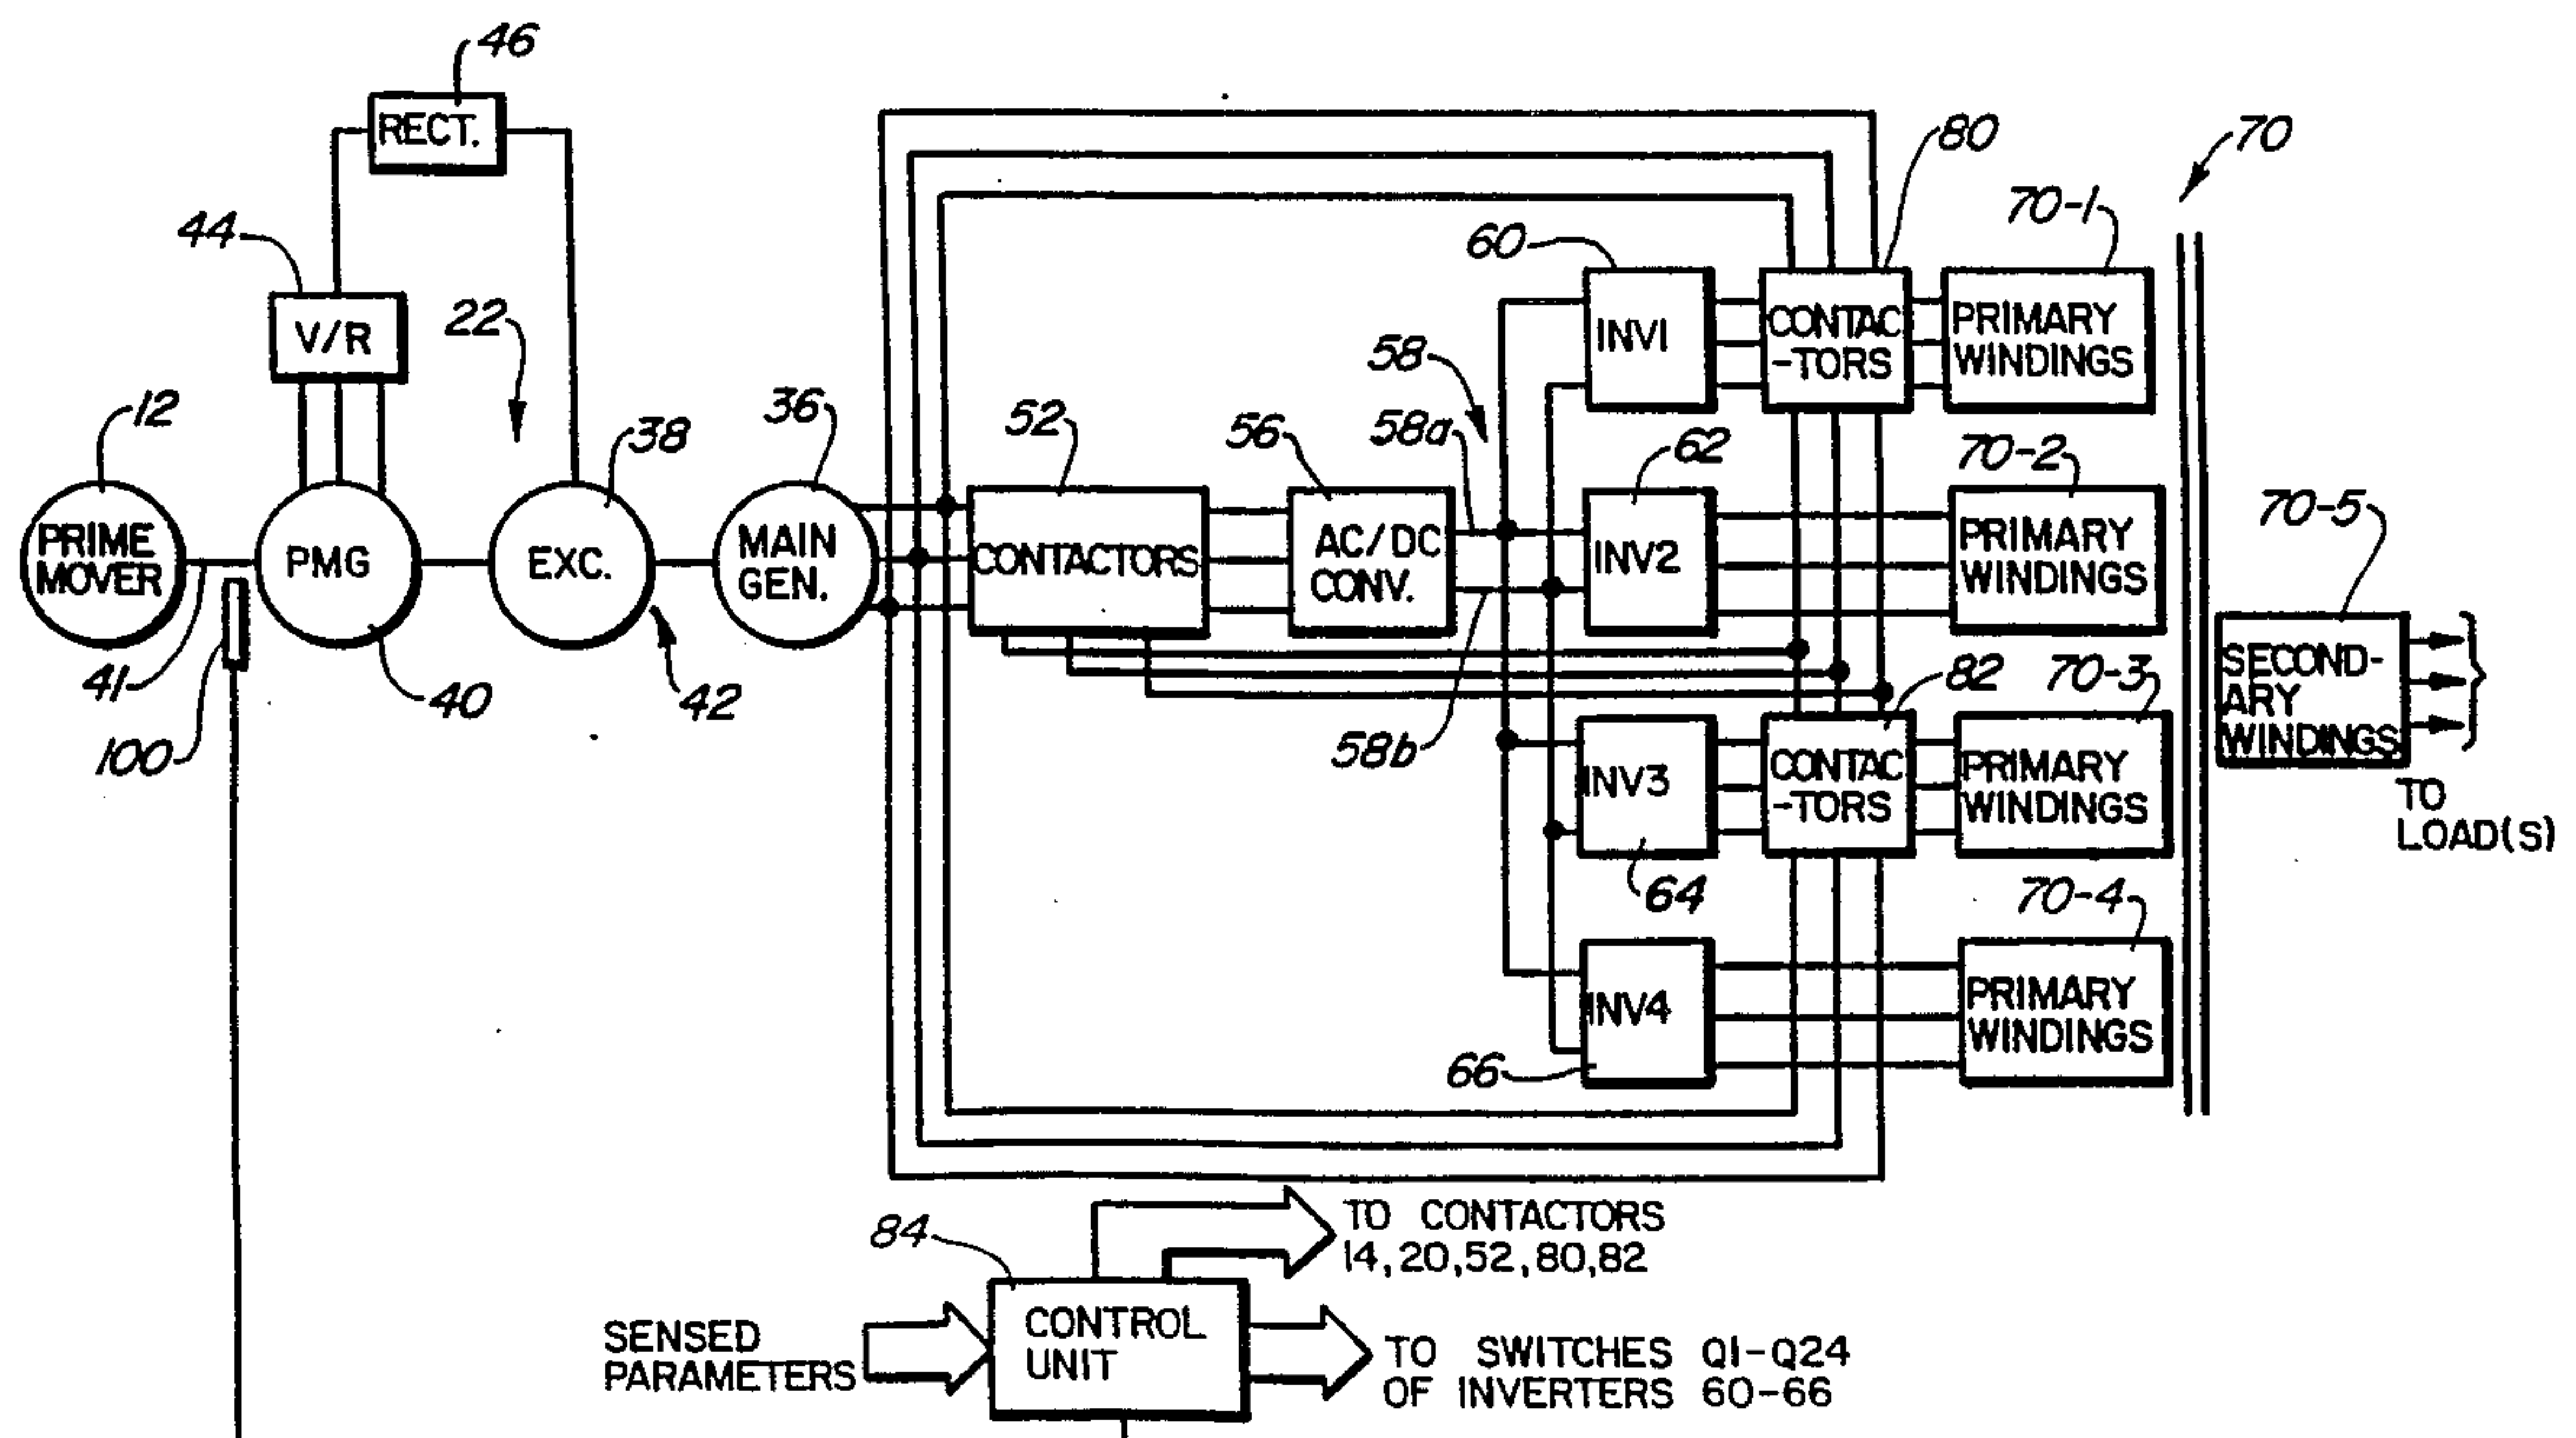 46
RECT.
80
70
44
70-1
60
V/R
22
INV1
CONTAC
-TORS
PRIMARY
WINDINGS
58
12
36
52
56
58a
38
62
70-2
70-5
PRIME
MOVER
PMG
EXC.
MAIN
GEN.
CONTACTORS
AC/DC
CONV.
INV2
PRIMARY
WINDINGS
41
40
42
100
58b
82
70-3
SECOND-
ARY
WINDINGS
INV3
CONTAC
-TORS
PRIMARY
WINDINGS
TO
LOAD(S)
64
70-4
INV4
PRIMARY
WINDINGS
66
84
TO CONTACTORS
14,20,52,80,82
SENSED
PARAMETERS
CONTROL
UNIT
TO SWITCHES Q1-Q24
OF INVERTERS 60-66